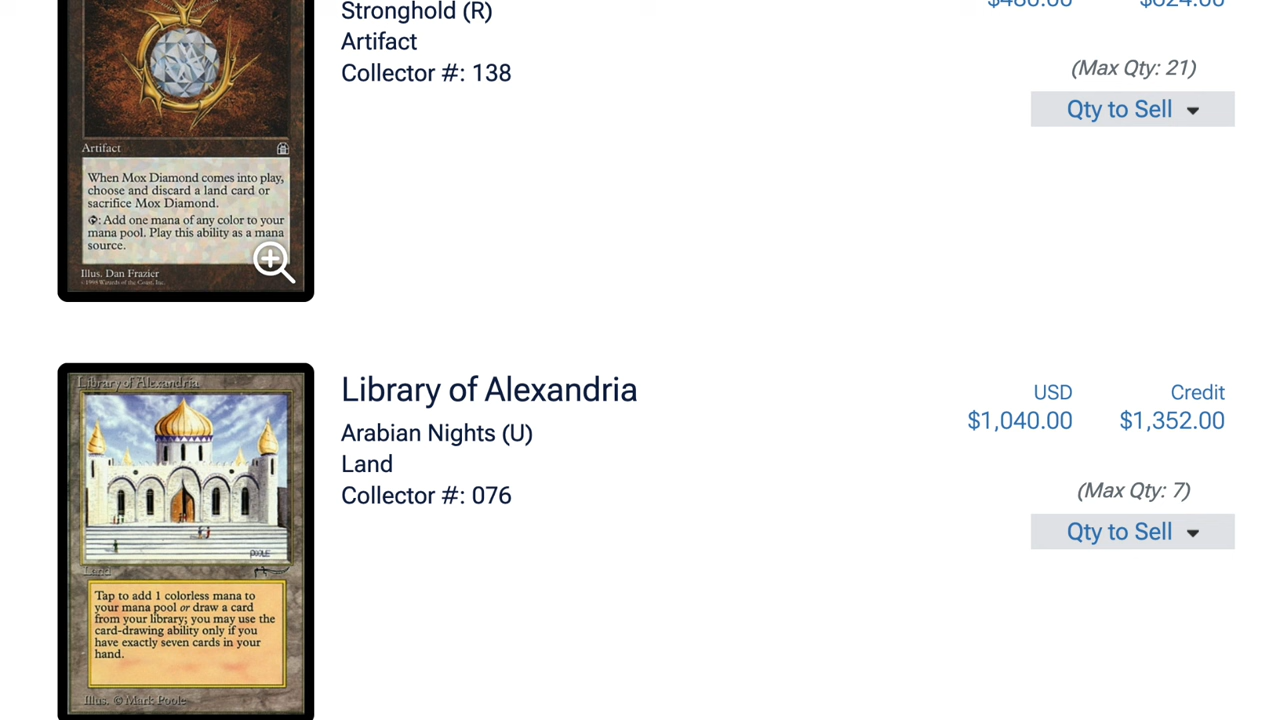 Stronghold (R)
Artifact
Collector #: 138
$480.00 $624.00
(Max Qty: 21)
Qty to Sell
Artifact
When Mox Diamond comes into play,
choose and discard a land card or
sacrifice Mox Diamond.
: Add one mana of any color to your
mana pool. Play this ability as a mana
source.
Illus. Dan Frazier
Library of Alexandria
Arabian Nights (U)
Land
Collector #: 076
USD Credit
$1,040.00 $1,352.00
(Max Qty: 7)
Qty to Sell
Library of Alexandria
POOLE
Land
Tap to add 1 colorless mana to
your mana pool or draw a card
from your library; you may use the
card-drawing ability only if you
have exactly seven cards in your
hand.
Illus. © Mark Poole